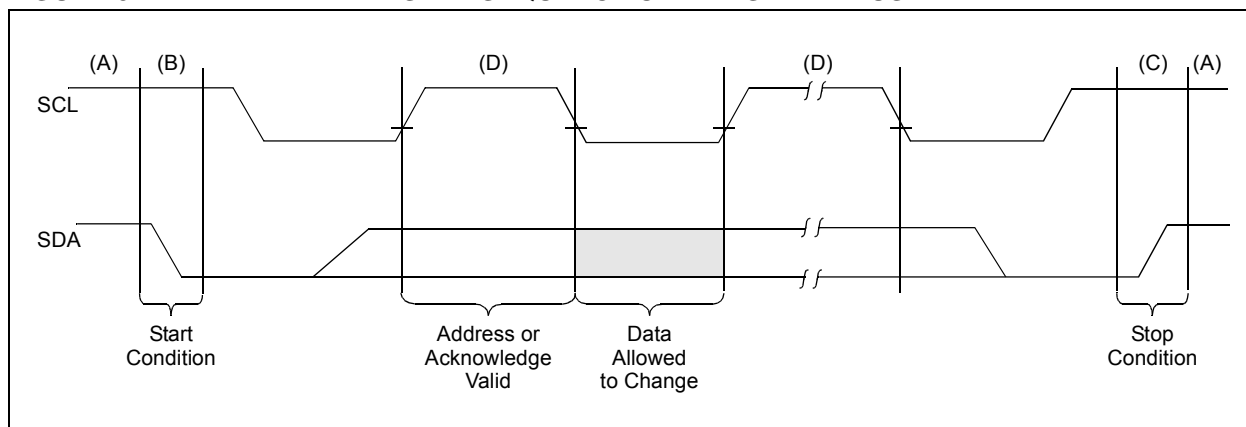 (A) (B) (D) (D) (C) (A)
SCL
SDA
Start
Condition
Address or
Acknowledge
Valid
Data
Allowed
to Change
Stop
Condition